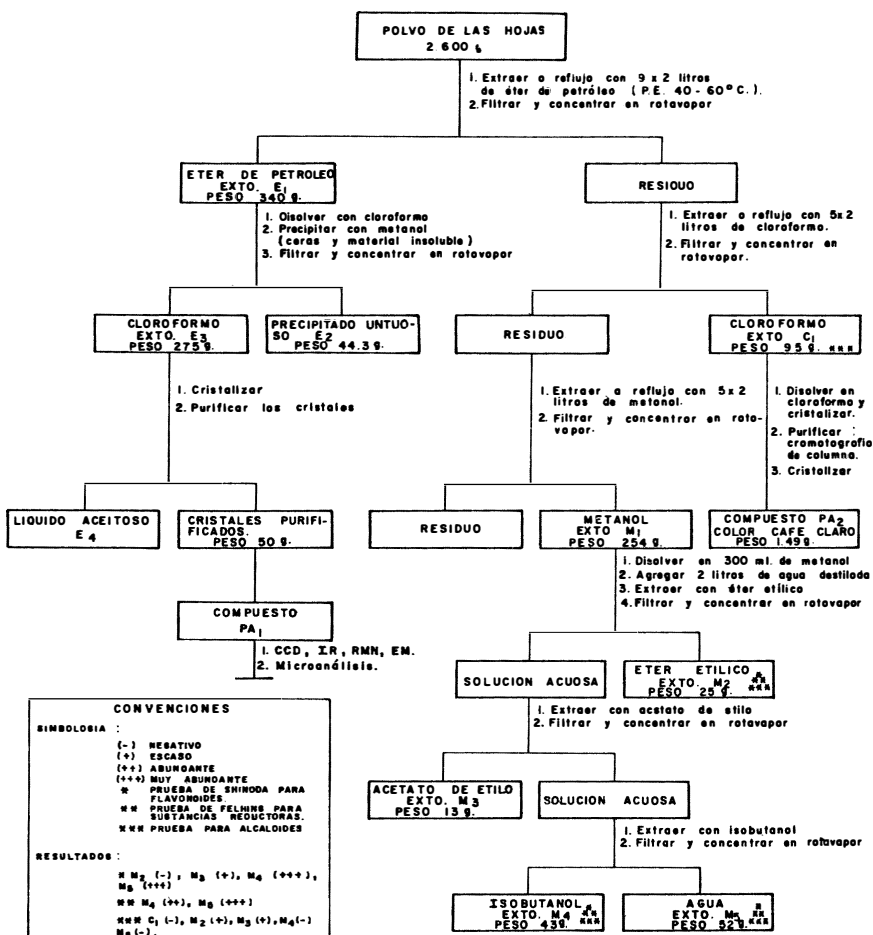 POLVO DE LAS HOJAS
2.600 g
1. Extraer a reflujo con 9 x 2 litros
de éter de petróleo (P.E. 40-60°C.).
2. Filtrar y concentrar en rotavapor
ETER DE PETROLEO
EXTO. E1
PESO 340 g.
RESIDUO
1. Disolver con cloroformo
2. Precipitar con metanol
(ceras y material insoluble)
3. Filtrar y concentrar en rotavapor
1. Extraer a reflujo con 5x2
litros de cloroformo.
2. Filtrar y concentrar en
rotavapor.
CLOROFORMO
EXTO. E3
PESO 275 g.
PRECIPITADO UNTUO-
SO E2
PESO 44.3 g.
RESIDUO
CLOROFORMO
EXTO C1
PESO 95 g. ***
1. Cristalizar
2. Purificar los cristales
1. Extraer a reflujo con 5x2
litros de metanol.
2. Filtrar y concentrar en rota-
vapor.
1. Disolver en
cloroformo y
cristalizar.
2. Purificar :
cromatografio
de columna.
3. Cristalizar
LIQUIDO ACEITOSO
E4
CRISTALES PURIFI-
FICADOS.
PESO 50 g.
RESIDUO
METANOL
EXTO M1
PESO 254 g.
COMPUESTO PA2
COLOR CAFE CLARO
PESO 1.49 g.
1. Disolver en 300 ml. de metanol
2. Agregar 2 litros de agua destilada
3. Extraer con éter etílico
4. Filtrar y concentrar en rotavapor
COMPUESTO
PA1
1. CCD, IR, RMN, EM.
2. Microanálisis.
SOLUCION ACUOSA
ETER ETILICO *
EXTO. M2 **
PESO 25 g. ***
1. Extraer con acetato de etilo
2. Filtrar y concentrar en rotavapor
ACETATO DE ETILO
EXTO. M3
PESO 13 g.
SOLUCION ACUOSA
1. Extraer con isobutanol
2. Filtrar y concentrar en rotavapor
ISOBUTANOL *
EXTO. M4 **
PESO 43 g. ***
AGUA *
EXTO. M5 **
PESO 52 g. ***
CONVENCIONES
SIMBOLOSIA :
(-) NEGATIVO
(+) ESCASO
(++) ABUNDANTE
(+++) MUY ABUNDANTE
* PRUEBA DE SHINODA PARA
FLAVONOIDES.
** PRUEBA DE FELHINS PARA
SUSTANCIAS REDUCTORAS.
*** PRUEBA PARA ALCALOIDES
RESULTADOS :
* M2 (-), M3 (+), M4 (+++),
M5 (+++)
** M4 (++), M5 (+++)
*** C1 (-), M2 (+), M3 (+), M4(-)
M5 (-).